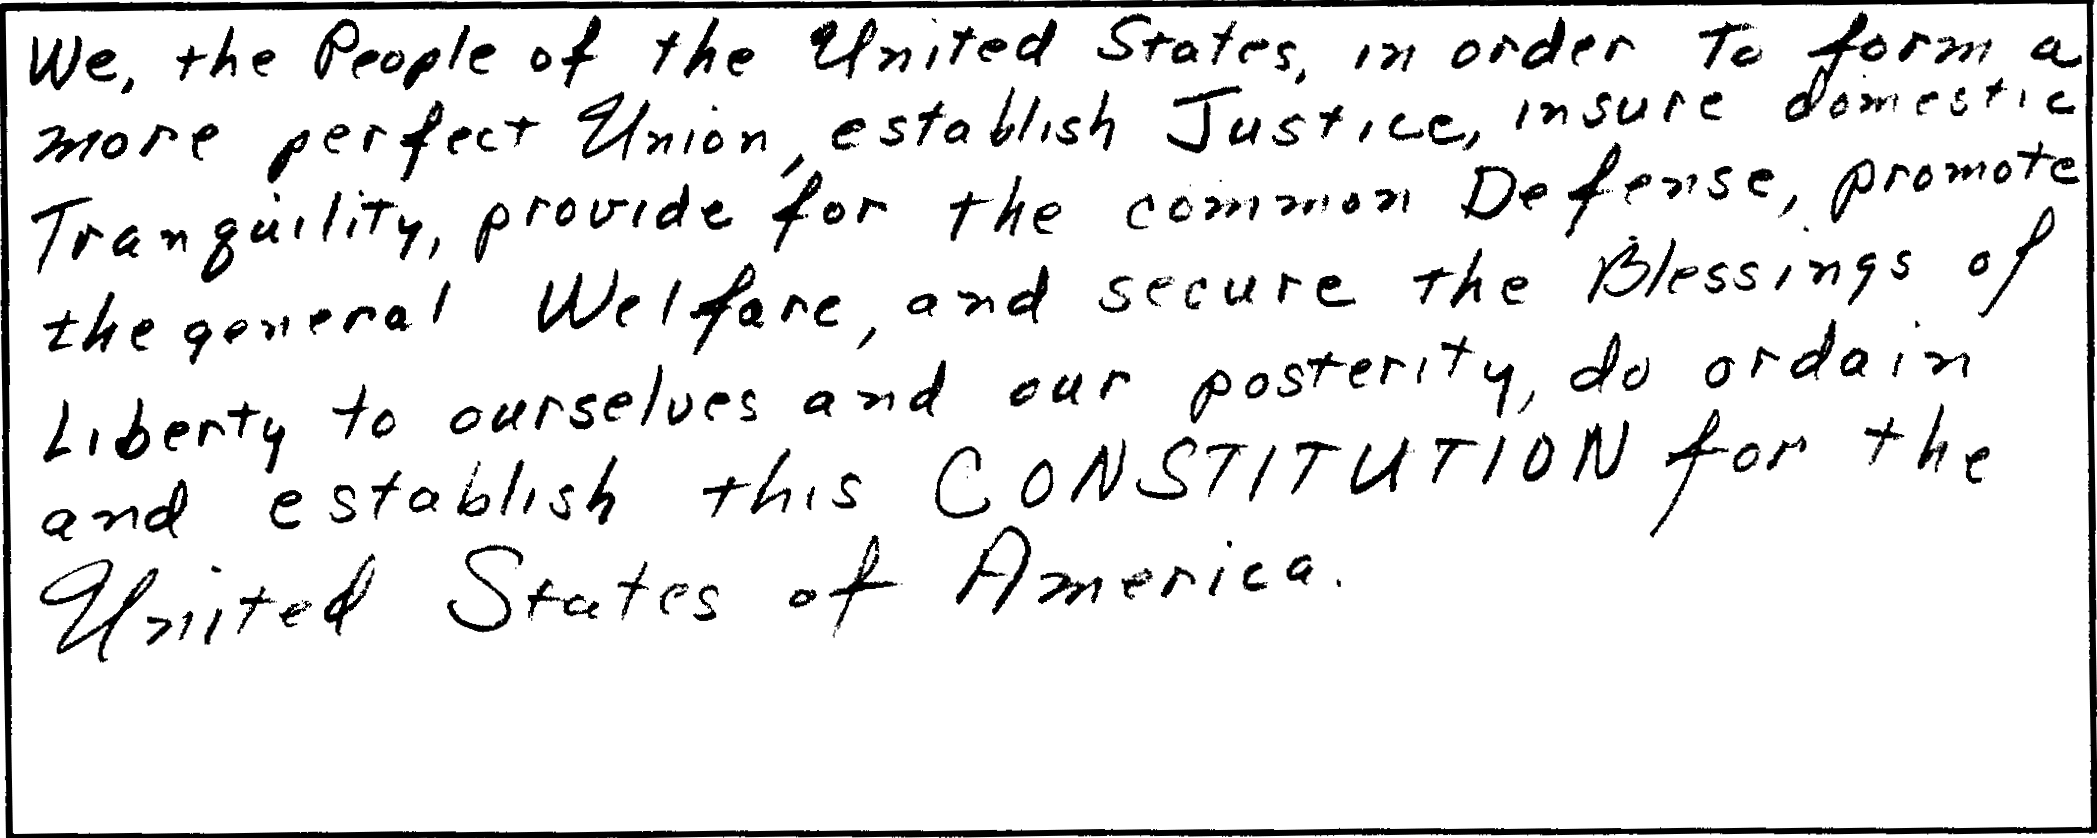 We, the People of the United States, in order to form a
more perfect Union, establish Justice, insure domestic
Tranquility, provide for the common Defense, promote
the general Welfare, and secure the Blessings of
Liberty to ourselves and our posterity, do ordain
and establish this CONSTITUTION for the
United States of America.